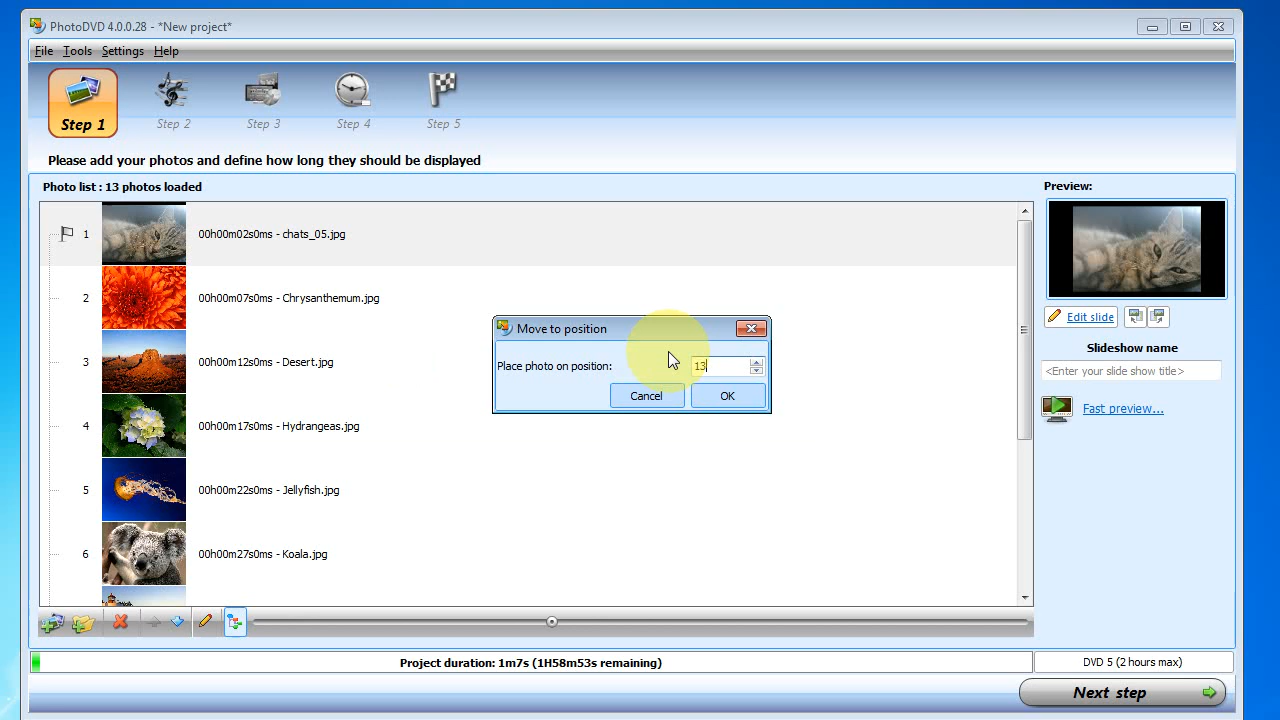 PhotoDVD 4.0.0.28 - *New project*
File Tools Settings Help
Step 1 Step 2 Step 3 Step 4 Step 5
Please add your photos and define how long they should be displayed
Photo list : 13 photos loaded
1 00h00m02s0ms - chats_05.jpg
2 00h00m07s0ms - Chrysanthemum.jpg
3 00h00m12s0ms - Desert.jpg
4 00h00m17s0ms - Hydrangeas.jpg
5 00h00m22s0ms - Jellyfish.jpg
6 00h00m27s0ms - Koala.jpg
Move to position
Place photo on position: 13
Cancel OK
Preview:
Edit slide
Slideshow name
<Enter your slide show title>
Fast preview...
Project duration: 1m7s (1H58m53s remaining)
DVD 5 (2 hours max)
Next step